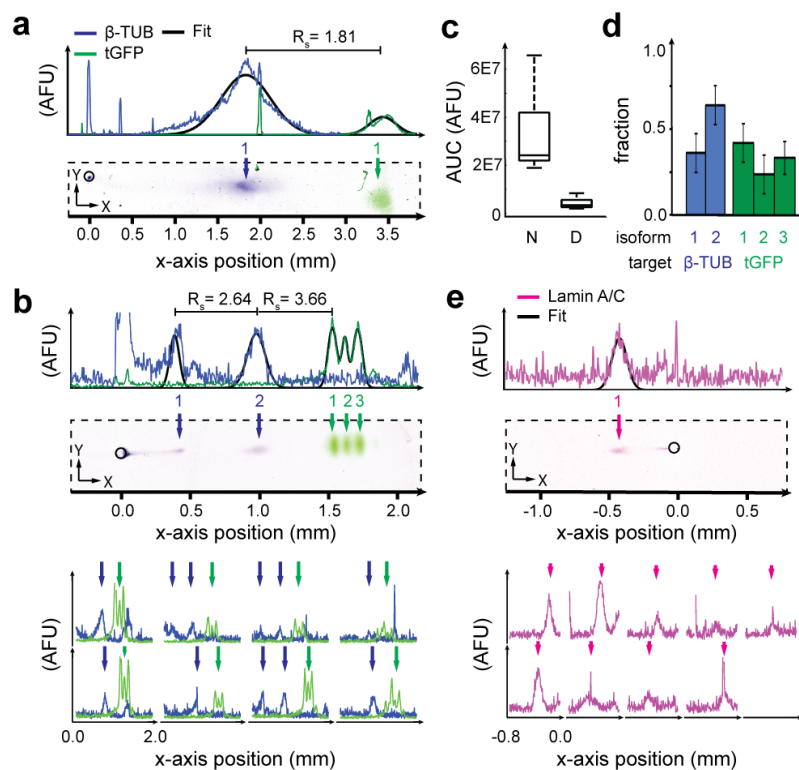 a
β-TUB
Fit
tGFP
Rs= 1.81
(AFU)
1
1
Y
X
0.0 0.5 1.0 1.5 2.0 2.5 3.0 3.5
x-axis position (mm)
b
Rs= 2.64
Rs= 3.66
(AFU)
1
2
1 2 3
Y
X
0.0 0.5 1.0 1.5 2.0
x-axis position (mm)
(AFU)
(AFU)
0.0
2.0
x-axis position (mm)
c
AUC (AFU)
6E7
2E7
0
N D
d
fraction
1.0
0.5
0.0
isoform 1 2 1 2 3
target β-TUB tGFP
e
Lamin A/C
Fit
(AFU)
1
Y
X
-1.0 -0.5 0.0 0.5
x-axis position (mm)
(AFU)
(AFU)
-0.8 0.0
x-axis position (mm)